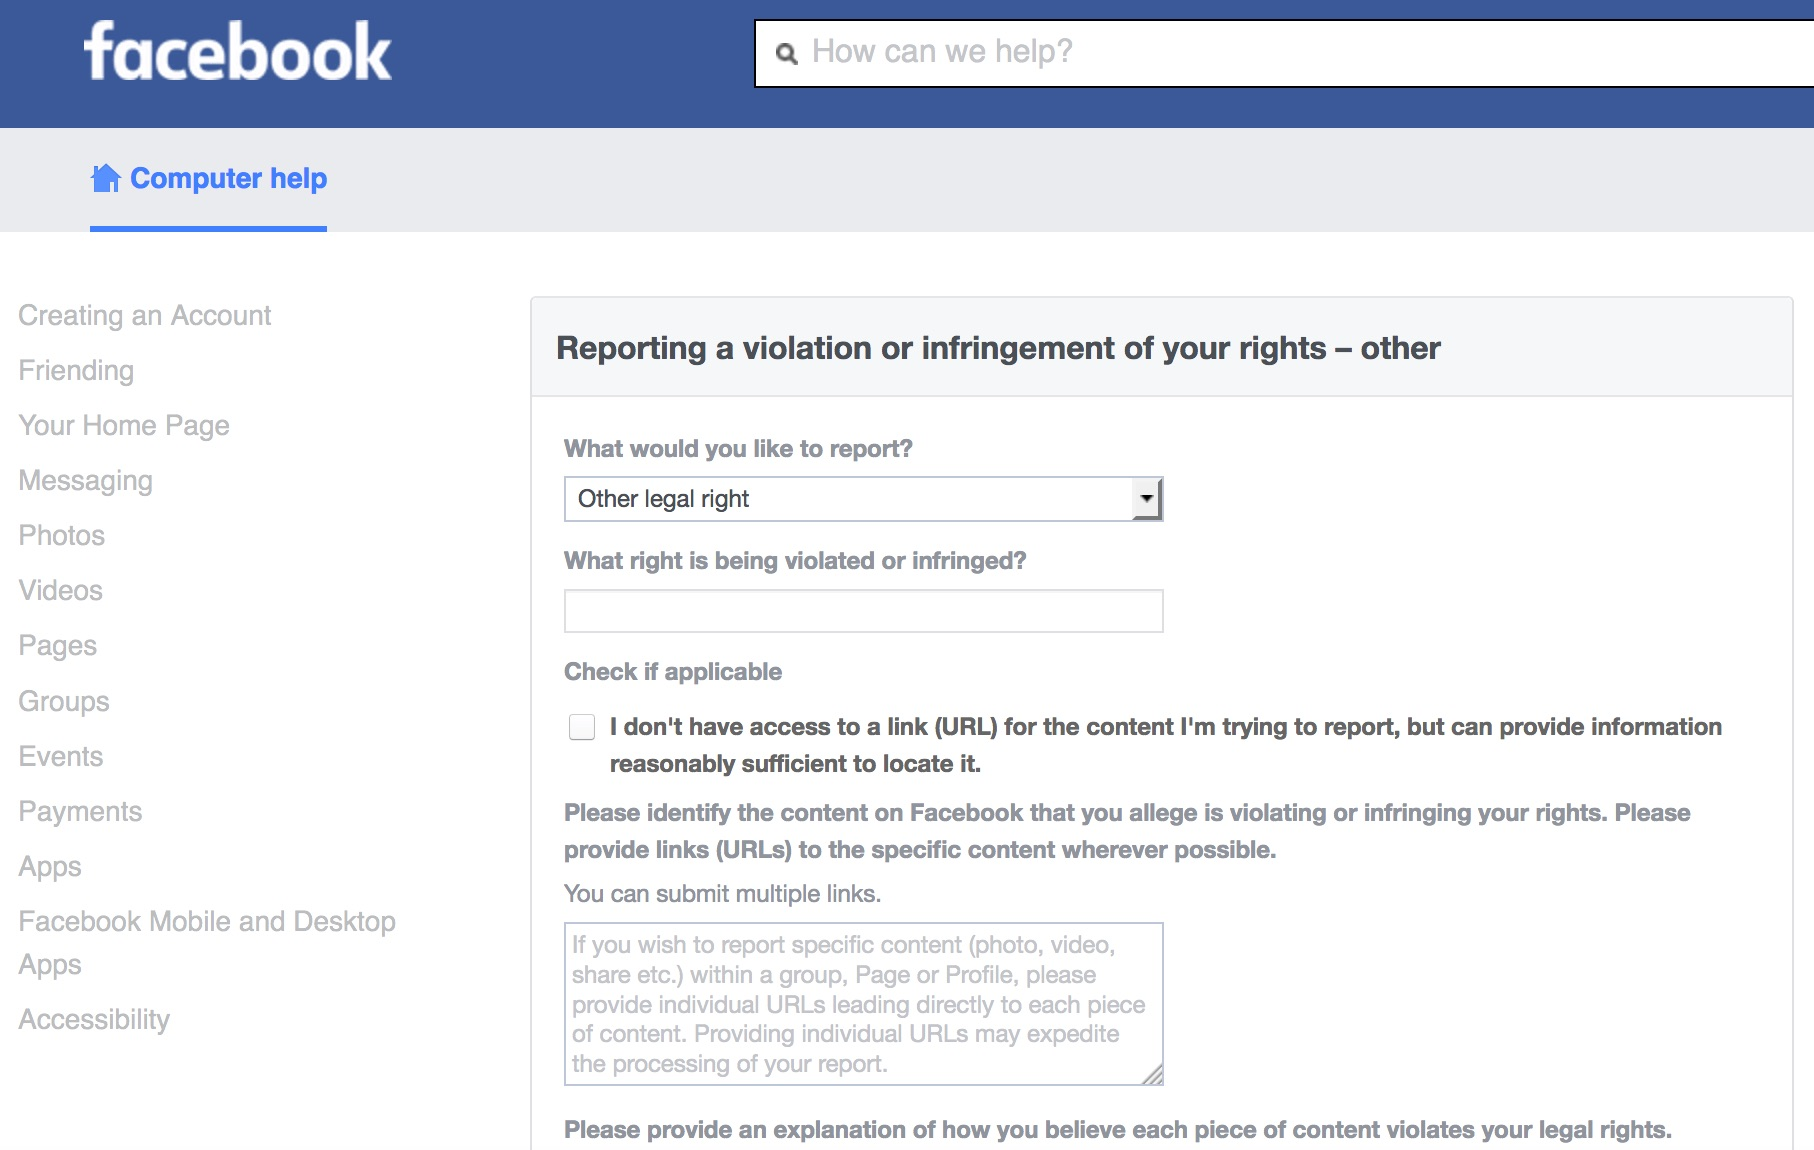 facebook
How can we help?
Computer help
Creating an Account
Friending
Your Home Page
Messaging
Photos
Videos
Pages
Groups
Events
Payments
Apps
Facebook Mobile and Desktop
Apps
Accessibility
Reporting a violation or infringement of your rights – other
What would you like to report?
Other legal right
What right is being violated or infringed?
Check if applicable
I don't have access to a link (URL) for the content I'm trying to report, but can provide information
reasonably sufficient to locate it.
Please identify the content on Facebook that you allege is violating or infringing your rights. Please
provide links (URLs) to the specific content wherever possible.
You can submit multiple links.
If you wish to report specific content (photo, video,
share etc.) within a group, Page or Profile, please
provide individual URLs leading directly to each piece
of content. Providing individual URLs may expedite
the processing of your report.
Please provide an explanation of how you believe each piece of content violates your legal rights.